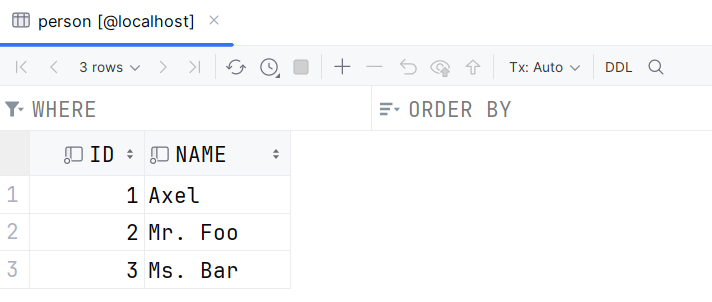 person [@localhost]
3 rows Tx: Auto DDL
WHERE ORDER BY
ID NAME
1 1 Axel
2 2 Mr. Foo
3 3 Ms. Bar